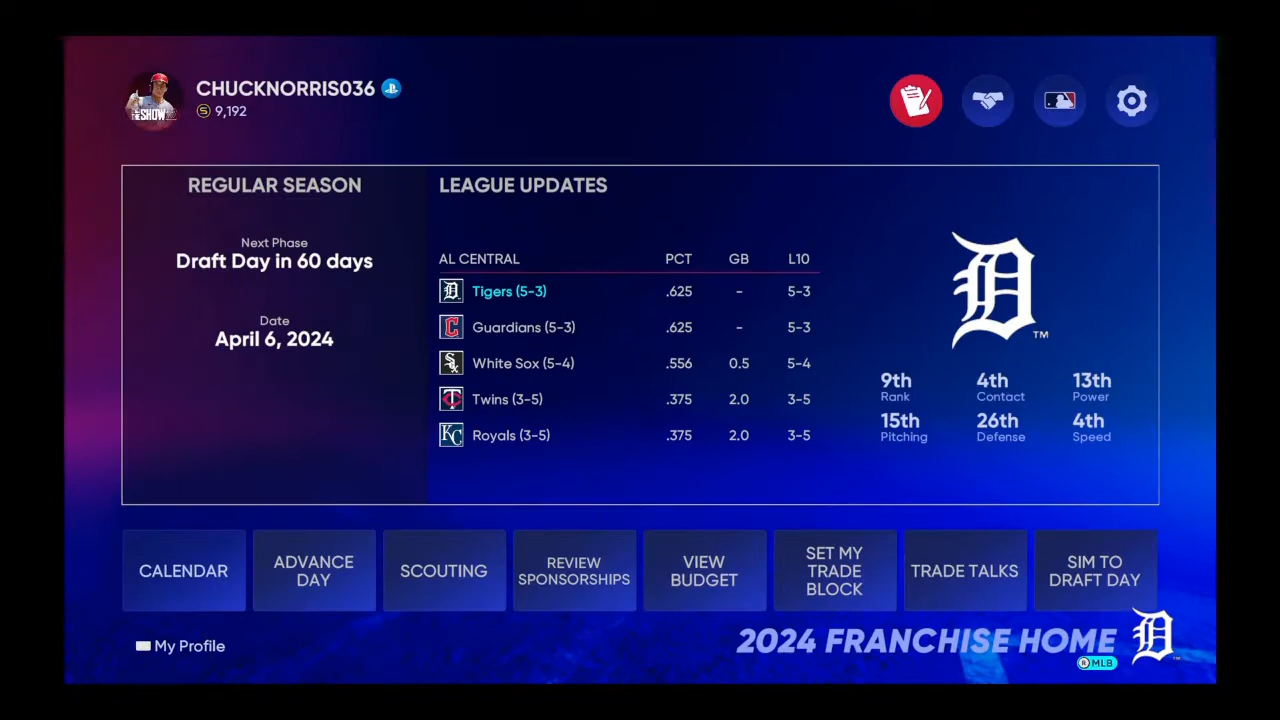 CHUCKNORRIS036
9,192
THE SHOW
REGULAR SEASON
Next Phase
Draft Day in 60 days
Date
April 6, 2024
LEAGUE UPDATES
AL CENTRAL PCT GB L10
Tigers (5-3) .625 - 5-3
Guardians (5-3) .625 - 5-3
White Sox (5-4) .556 0.5 5-4
Twins (3-5) .375 2.0 3-5
Royals (3-5) .375 2.0 3-5
D
TM
9th 4th 13th
Rank Contact Power
15th 26th 4th
Pitching Defense Speed
CALENDAR
ADVANCE
DAY
SCOUTING
REVIEW
SPONSORSHIPS
VIEW
BUDGET
SET MY
TRADE
BLOCK
TRADE TALKS
SIM TO
DRAFT DAY
My Profile
2024 FRANCHISE HOME
R MLB